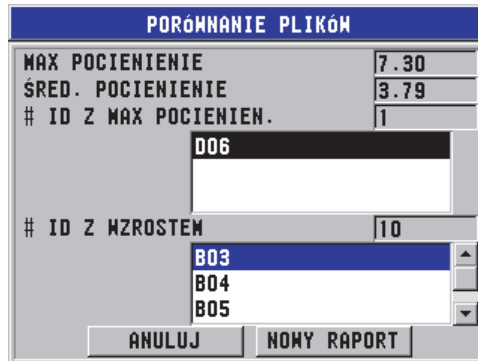 PORÓWNANIE PLIKÓW
MAX POCIENIENIE 7.30
ŚRED. POCIENIENIE 3.79
# ID Z MAX POCIENIEN. 1
D06
# ID Z WZROSTEM 10
B03
B04
B05
ANULUJ NOWY RAPORT